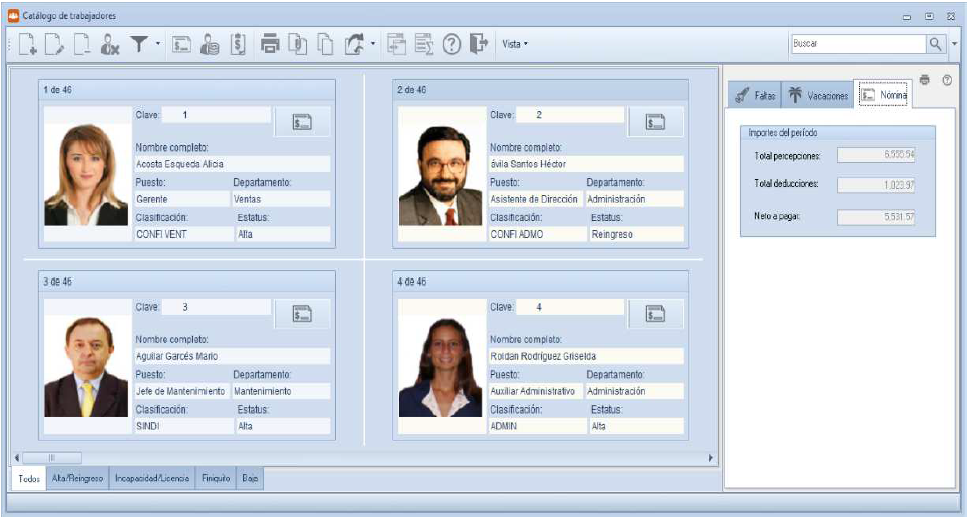 Catálogo de trabajadores
Vista
Buscar
1 de 46
Clave: 1
Nombre completo:
Acosta Esqueda Alicia
Puesto: Departamento:
Gerente Ventas
Clasificación: Estatus:
CONFI VENT Alta
2 de 46
Clave: 2
Nombre completo:
ávila Santos Héctor
Puesto: Departamento:
Asistente de Dirección Administración
Clasificación: Estatus:
CONFI ADMO Reingreso
3 de 46
Clave: 3
Nombre completo:
Aguilar Garcés Mario
Puesto: Departamento:
Jefe de Mantenimiento Mantenimiento
Clasificación: Estatus:
SINDI Alta
4 de 46
Clave: 4
Nombre completo:
Roldan Rodríguez Griselda
Puesto: Departamento:
Auxiliar Administrativo Administración
Clasificación: Estatus:
ADMIN Alta
Todos Alta/Reingreso Incapacidad/Licencia Finiquito Baja
Faltas Vacaciones Nómina
Importes del período
Total percepciones: 6,555.54
Total deducciones: 1,023.97
Neto a pagar: 5,531.57